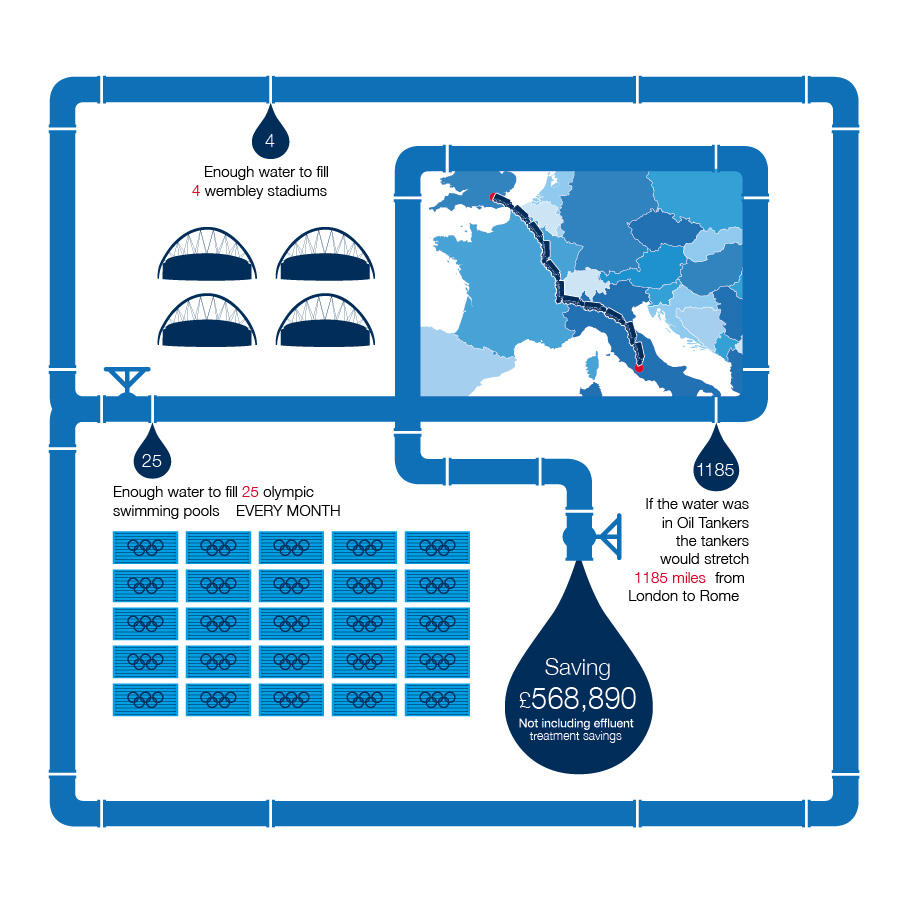 4
Enough water to fill
4 wembley stadiums
25
Enough water to fill 25 olympic
swimming pools EVERY MONTH
1185
If the water was
in Oil Tankers
the tankers
would stretch
1185 miles from
London to Rome
Saving
£568,890
Not including effluent
treatment savings